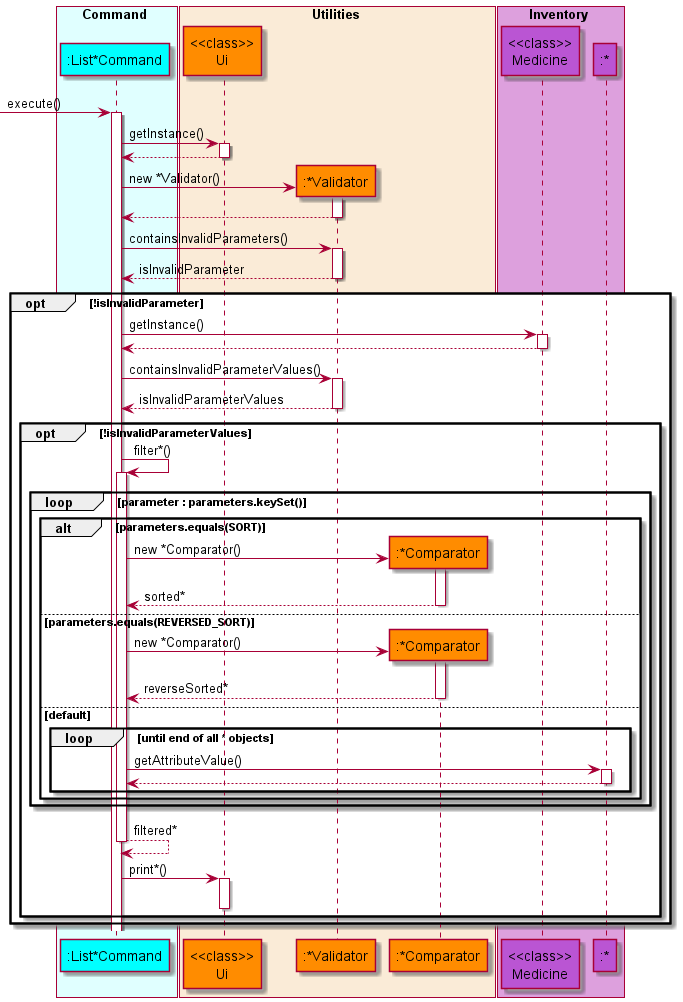 Command
Utilities
Inventory
:List*Command
<<class>>
Ui
<<class>>
Medicine
:*
execute()
getInstance()
new *Validator()
:*Validator
containsInvalidParameters()
isInvalidParameter
opt
[!isInvalidParameter]
getInstance()
containsInvalidParameterValues()
isInvalidParameterValues
opt
[!isInvalidParameterValues]
filter*()
loop
[parameter : parameters.keySet()]
alt
[parameters.equals(SORT)]
new *Comparator()
:*Comparator
sorted*
[parameters.equals(REVERSED_SORT)]
new *Comparator()
:*Comparator
reverseSorted*
[default]
loop
[until end of all * objects]
getAttributeValue()
filtered*
print*()
:List*Command
<<class>>
Ui
:*Validator
:*Comparator
<<class>>
Medicine
:*